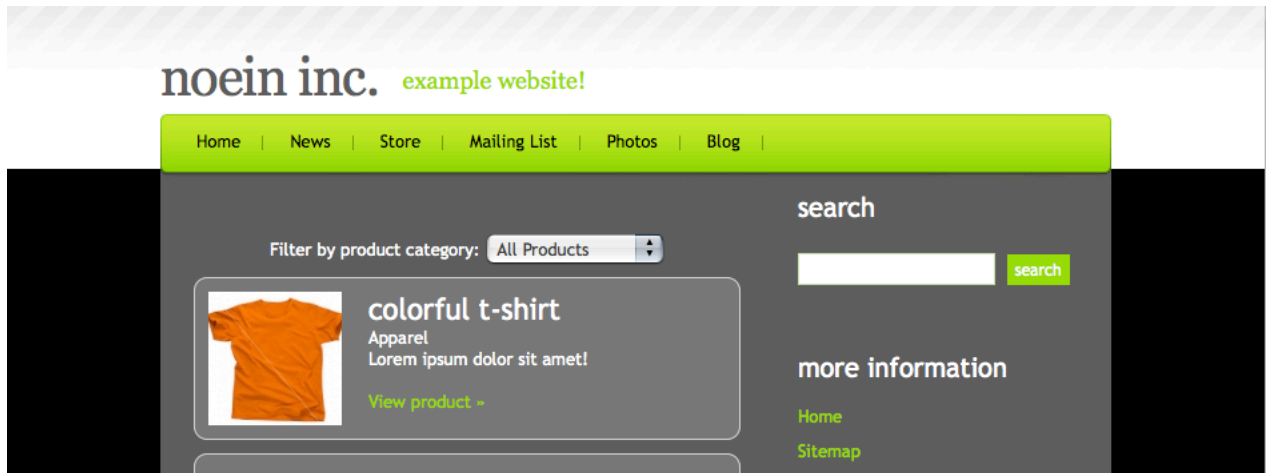 noein inc. example website!
Home | News | Store | Mailing List | Photos | Blog |
Filter by product category: All Products
colorful t-shirt
Apparel
Lorem ipsum dolor sit amet!
View product »
search
search
more information
Home
Sitemap